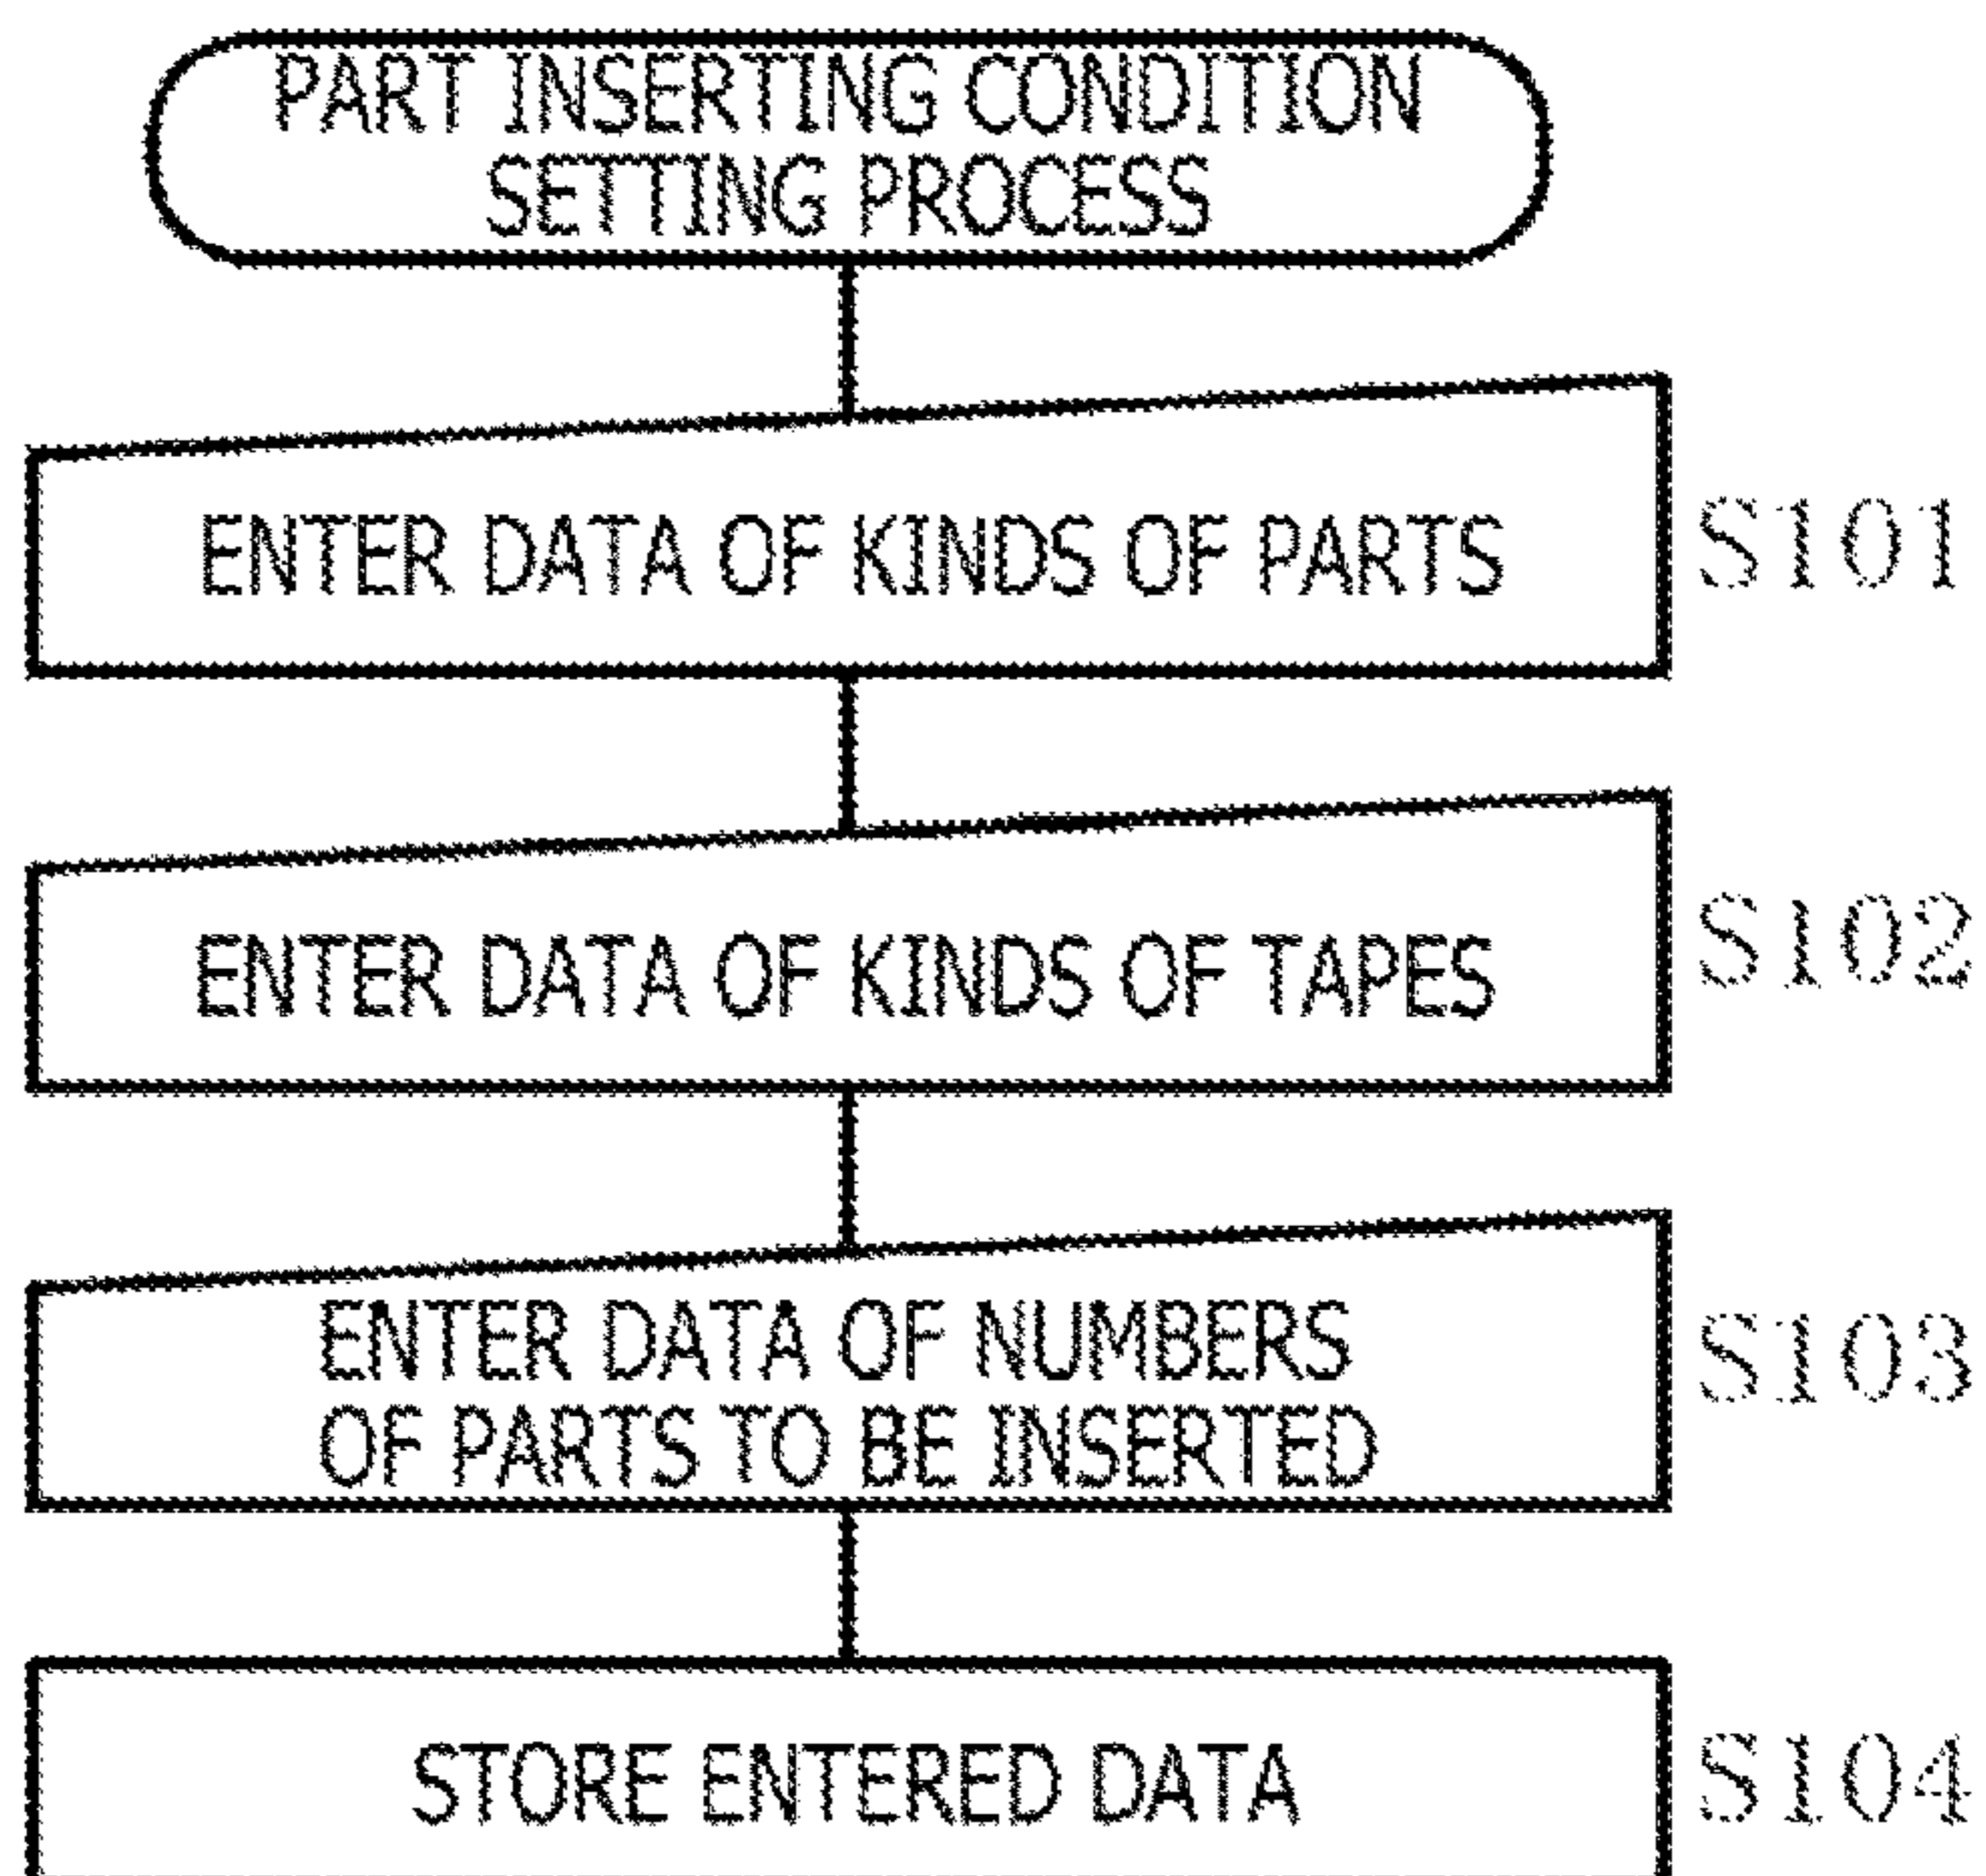 PART INSERTING CONDITION
SETTING PROCESS
ENTER DATA OF KINDS OF PARTS
S101
ENTER DATA OF KINDS OF TAPES
S102
ENTER DATA OF NUMBERS
OF PARTS TO BE INSERTED
S103
STORE ENTERED DATA
S104